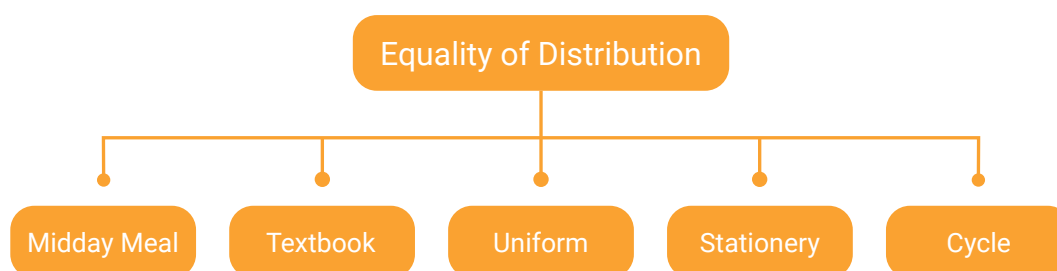 Equality of Distribution
Midday Meal
Textbook
Uniform
Stationery
Cycle